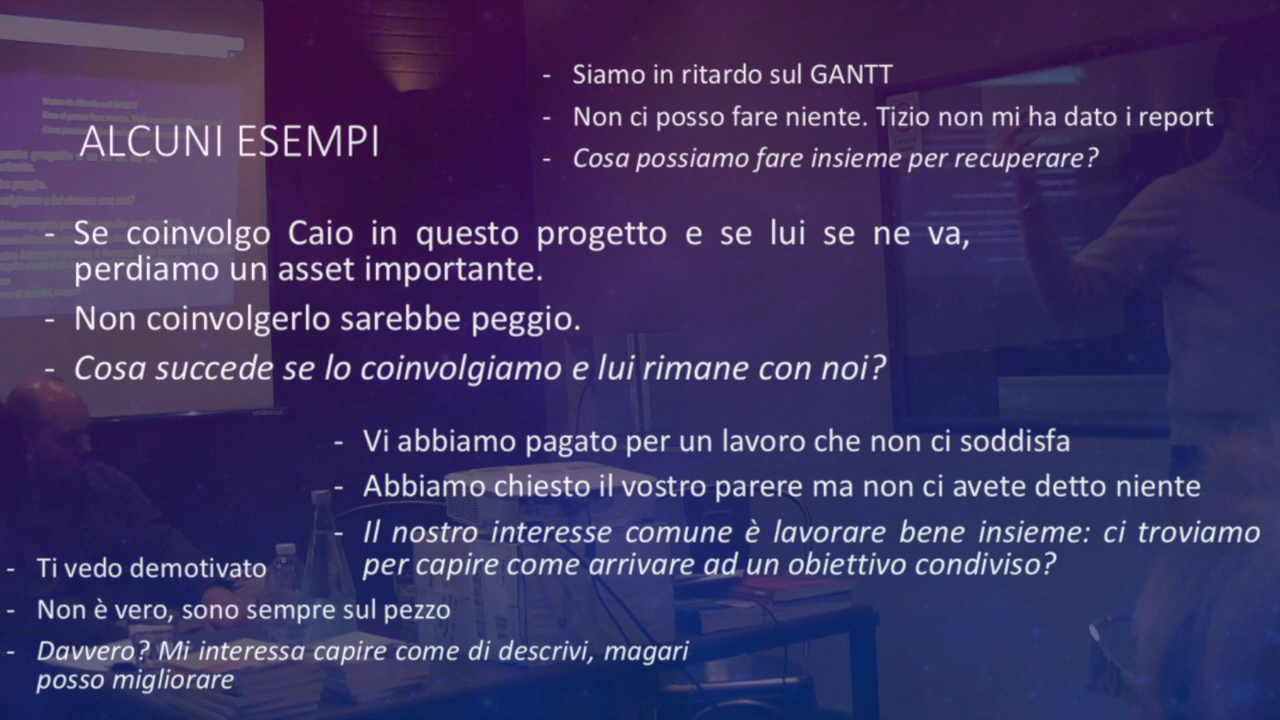 ALCUNI ESEMPI
- Siamo in ritardo sul GANTT
- Non ci posso fare niente. Tizio non mi ha dato i report
- Cosa possiamo fare insieme per recuperare?
- Se coinvolgo Caio in questo progetto e se lui se ne va,
perdiamo un asset importante.
- Non coinvolgerlo sarebbe peggio.
- Cosa succede se lo coinvolgiamo e lui rimane con noi?
- Vi abbiamo pagato per un lavoro che non ci soddisfa
- Abbiamo chiesto il vostro parere ma non ci avete detto niente
- Il nostro interesse comune è lavorare bene insieme: ci troviamo
per capire come arrivare ad un obiettivo condiviso?
- Ti vedo demotivato
- Non è vero, sono sempre sul pezzo
- Davvero? Mi interessa capire come di descrivi, magari
posso migliorare